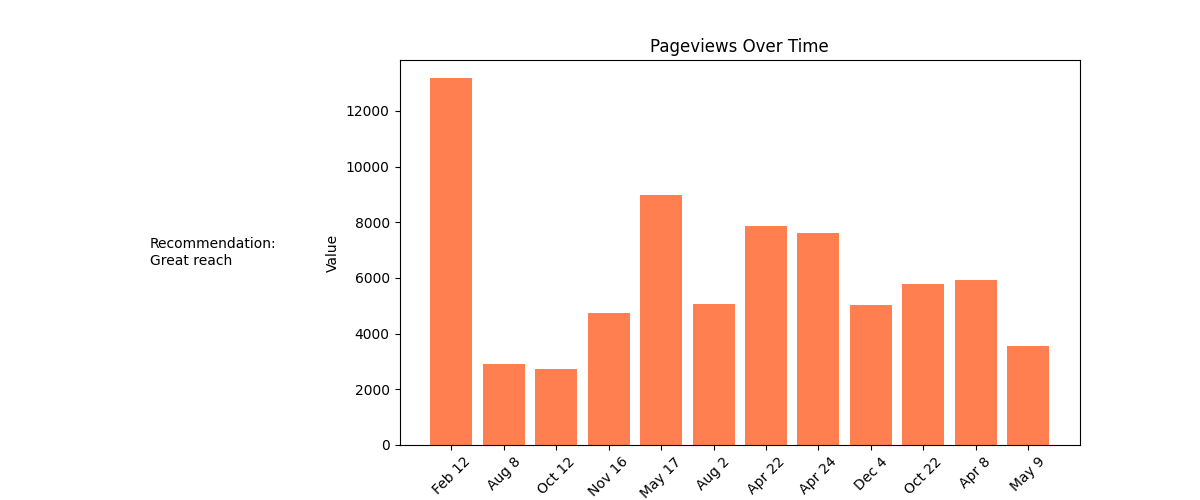 Pageviews Over Time
Recommendation:
Great reach
Value
12000
10000
8000
6000
4000
2000
0
Feb 12
Aug 8
Oct 12
Nov 16
May 17
Aug 2
Apr 22
Apr 24
Dec 4
Oct 22
Apr 8
May 9